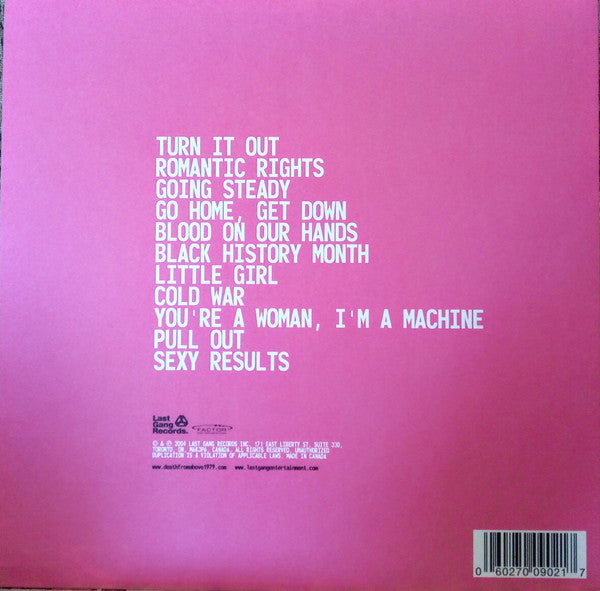 TURN IT OUT
ROMANTIC RIGHTS
GOING STEADY
GO HOME, GET DOWN
BLOOD ON OUR HANDS
BLACK HISTORY MONTH
LITTLE GIRL
COLD WAR
YOU'RE A WOMAN, I'M A MACHINE
PULL OUT
SEXY RESULTS
Last
Gang
Records.
FACTOR
© & ℗ 2004 LAST GANG RECORDS INC. 171 EAST LIBERTY ST. SUITE 330,
TORONTO, ON. M6K3P6, CANADA. ALL RIGHTS RESERVED. UNAUTHORIZED
DUPLICATION IS A VIOLATION OF APPLICABLE LAWS. MADE IN CANADA
www.deathfromabove1979.com www.lastgangentertainment.com
0 60270 09021 7